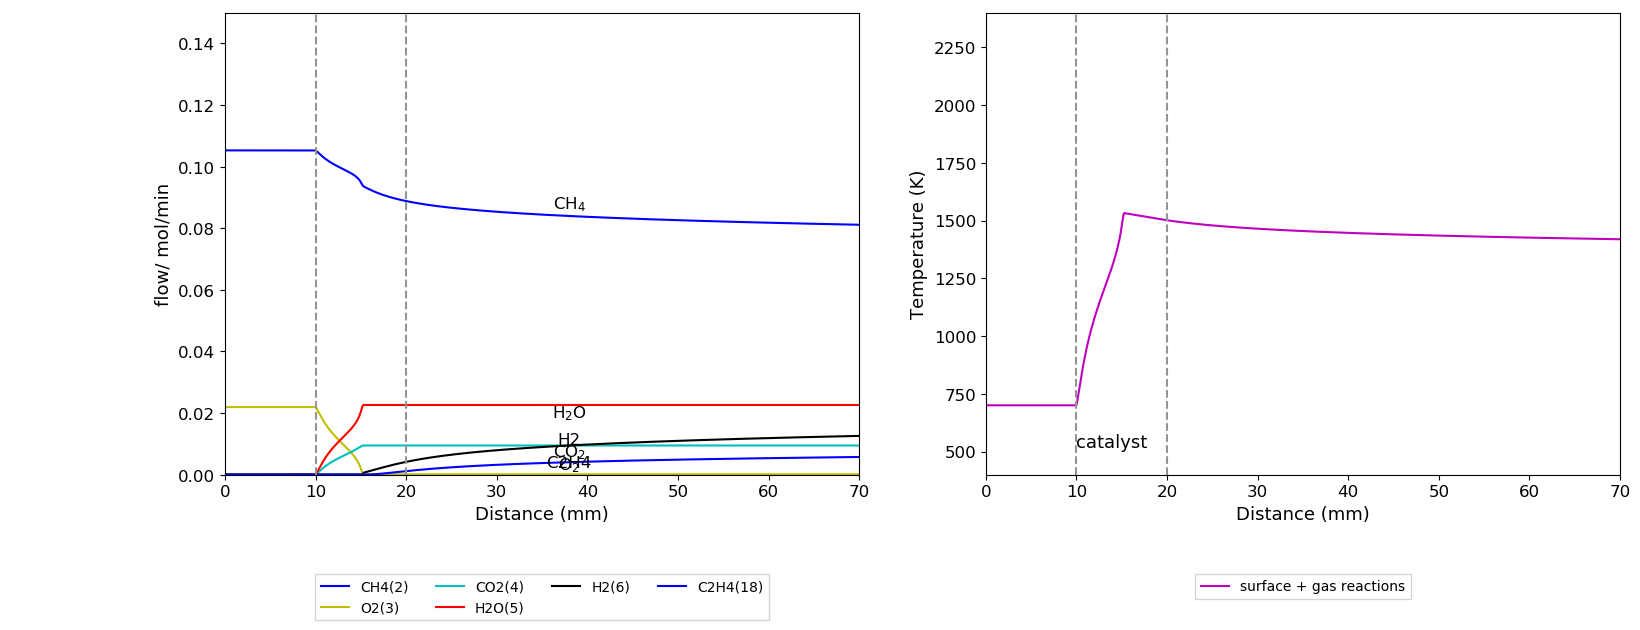 0.14
0.12
0.10
0.08
0.06
0.04
0.02
0.00
flow/ mol/min
CH4
H2O
H2
CO2
C2H4
O2
0 10 20 30 40 50 60 70
Distance (mm)
CH4(2) CO2(4) H2(6) C2H4(18)
O2(3) H2O(5)
2250
2000
1750
1500
1250
1000
750
500
Temperature (K)
catalyst
0 10 20 30 40 50 60 70
Distance (mm)
surface + gas reactions